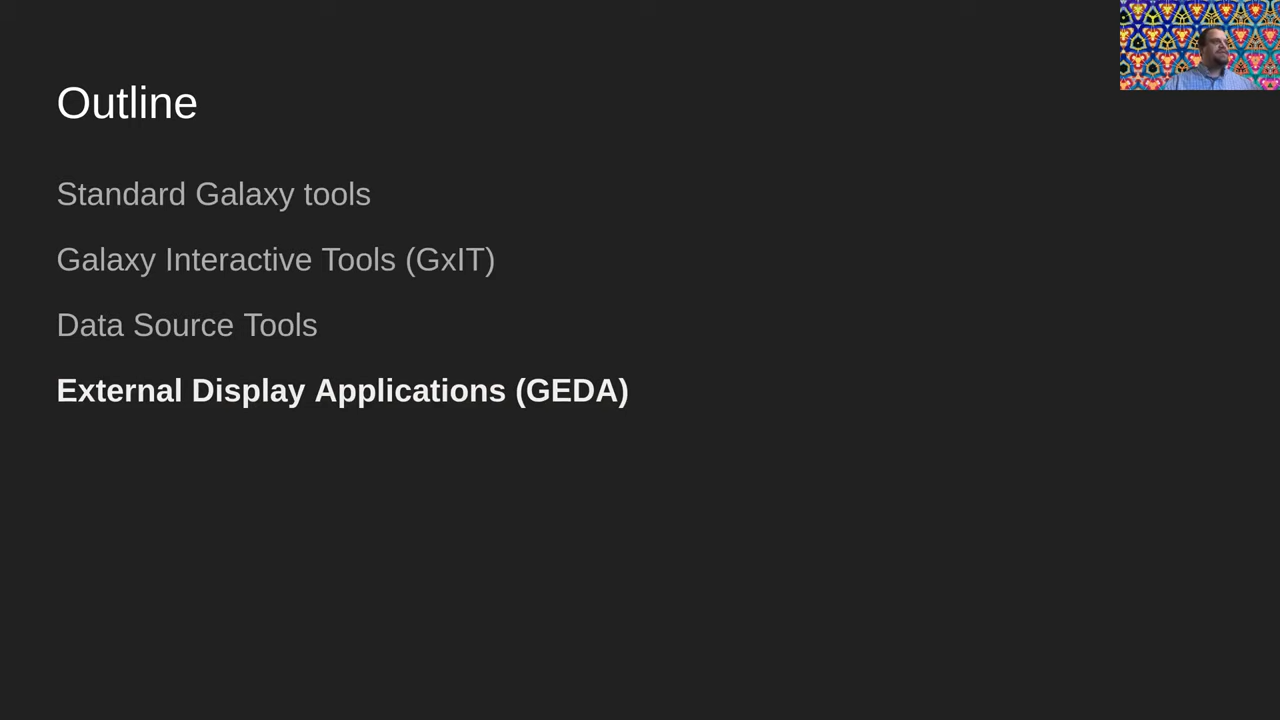 Outline
Standard Galaxy tools
Galaxy Interactive Tools (GxIT)
Data Source Tools
External Display Applications (GEDA)